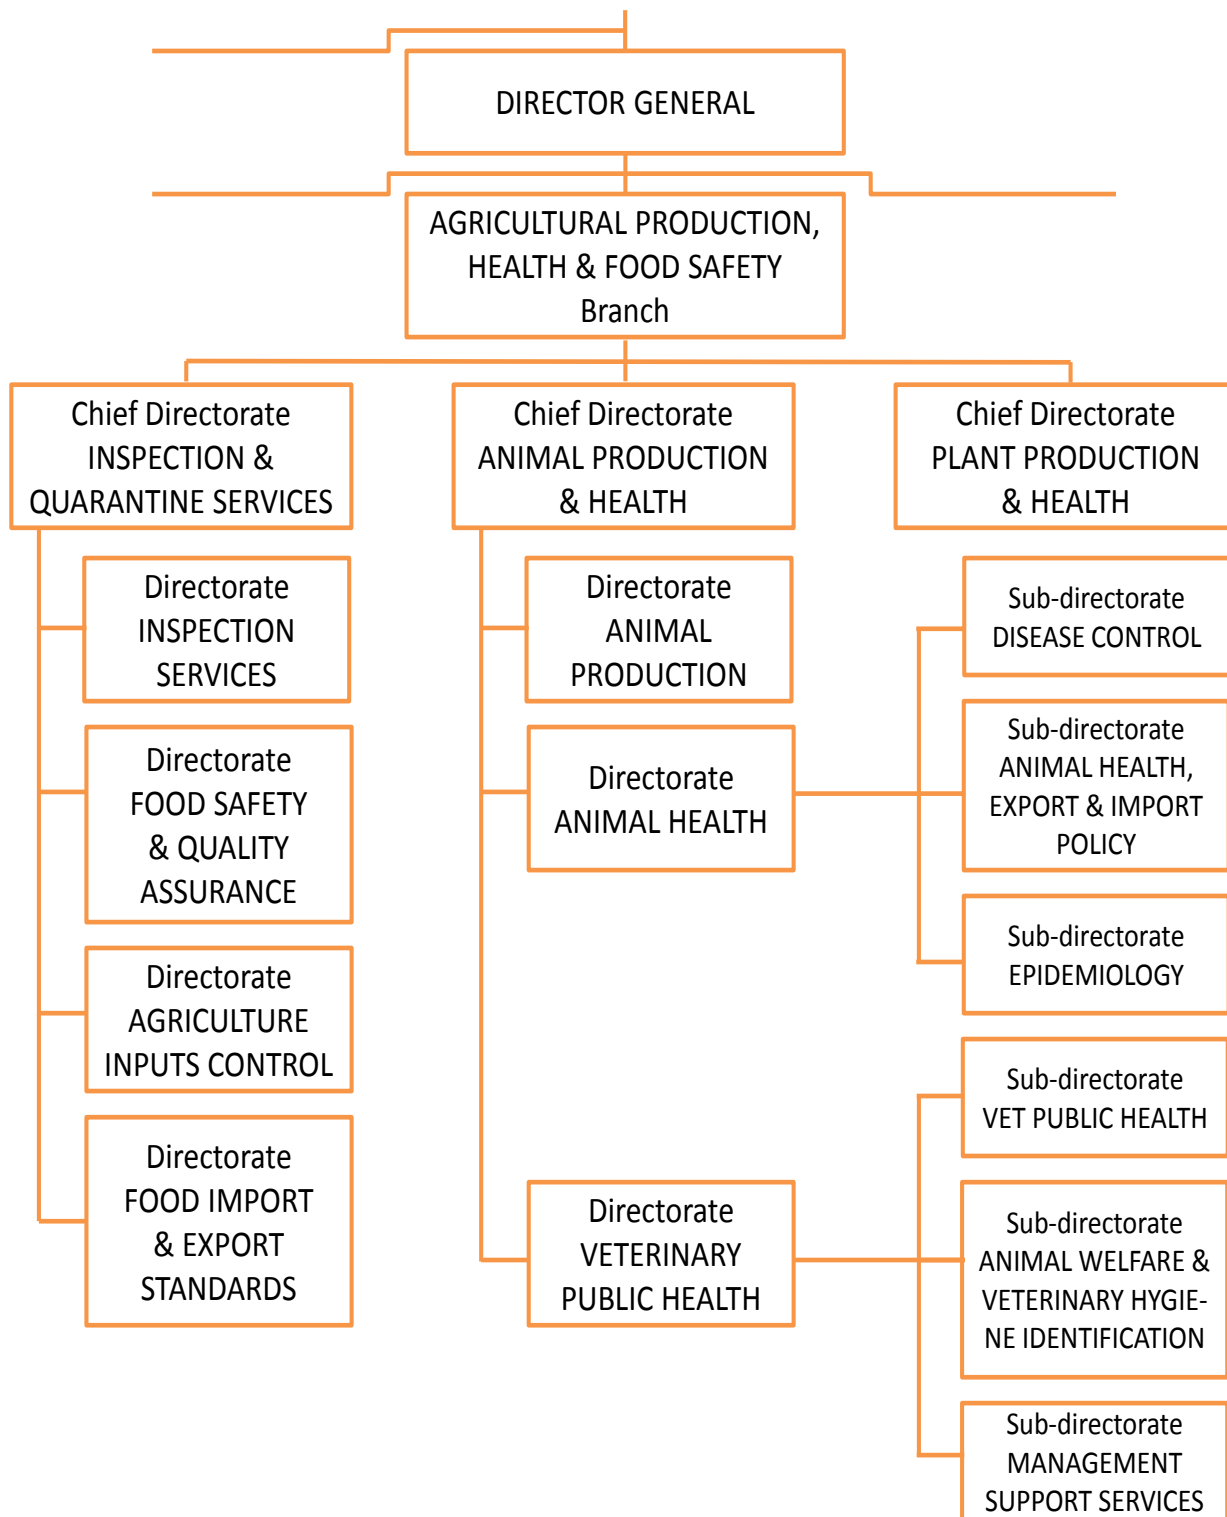 DIRECTOR GENERAL
AGRICULTURAL PRODUCTION,
HEALTH & FOOD SAFETY
Branch
Chief Directorate
INSPECTION &
QUARANTINE SERVICES
Directorate
INSPECTION
SERVICES
Directorate
FOOD SAFETY
& QUALITY
ASSURANCE
Directorate
AGRICULTURE
INPUTS CONTROL
Directorate
FOOD IMPORT
& EXPORT
STANDARDS
Chief Directorate
ANIMAL PRODUCTION
& HEALTH
Directorate
ANIMAL
PRODUCTION
Directorate
ANIMAL HEALTH
Directorate
VETERINARY
PUBLIC HEALTH
Chief Directorate
PLANT PRODUCTION
& HEALTH
Sub-directorate
DISEASE CONTROL
Sub-directorate
ANIMAL HEALTH,
EXPORT & IMPORT
POLICY
Sub-directorate
EPIDEMIOLOGY
Sub-directorate
VET PUBLIC HEALTH
Sub-directorate
ANIMAL WELFARE &
VETERINARY HYGIE-
NE IDENTIFICATION
Sub-directorate
MANAGEMENT
SUPPORT SERVICES